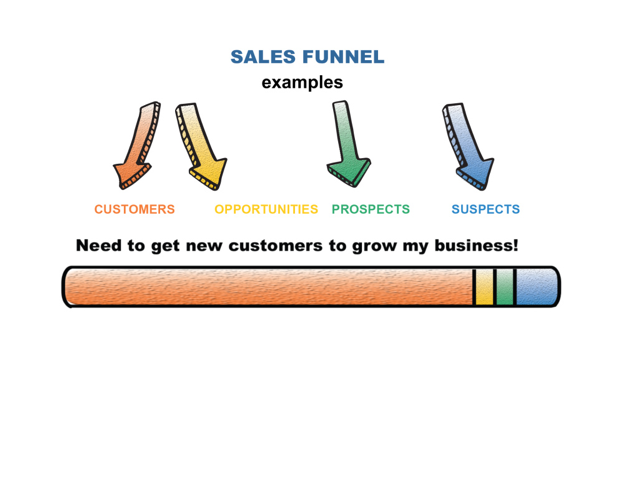 SALES FUNNEL
examples
CUSTOMERS OPPORTUNITIES PROSPECTS SUSPECTS
Need to get new customers to grow my business!